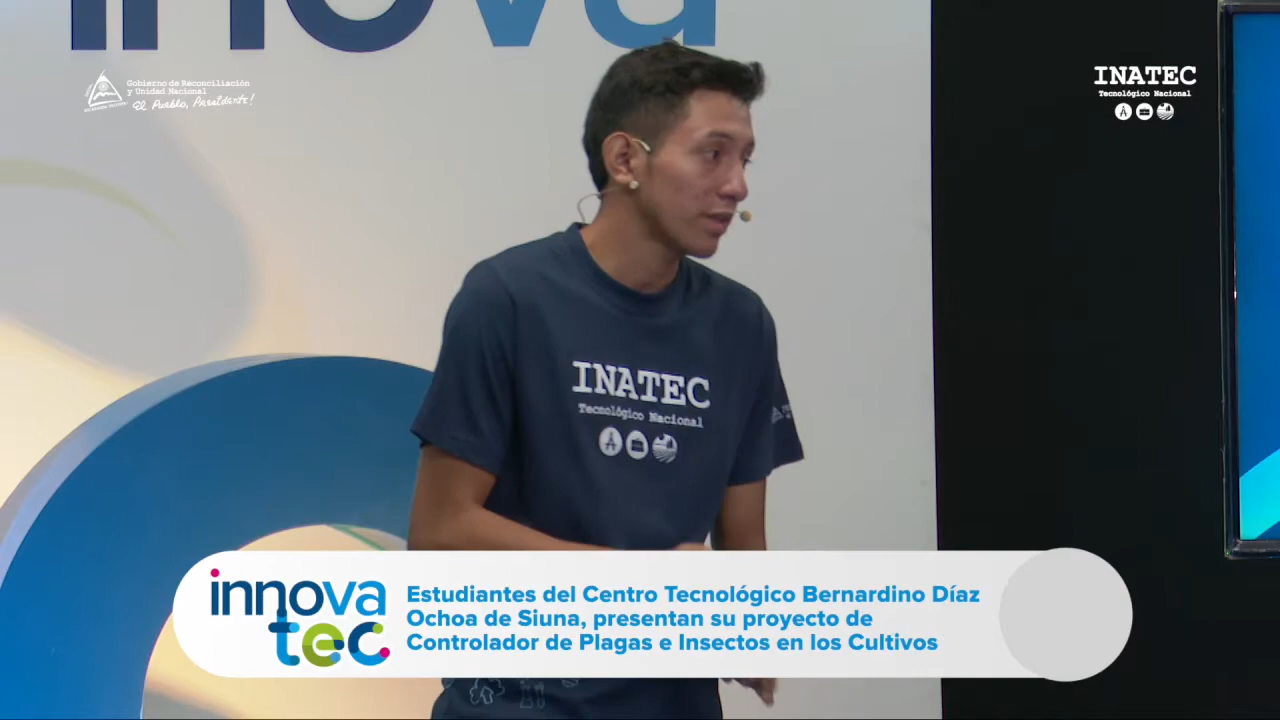 innova
Gobierno de Reconciliación
y Unidad Nacional
El Pueblo, Presidente!
INATEC
Tecnológico Nacional
INATEC
Tecnológico Nacional
innova
tec
Estudiantes del Centro Tecnológico Bernardino Díaz
Ochoa de Siuna, presentan su proyecto de
Controlador de Plagas e Insectos en los Cultivos